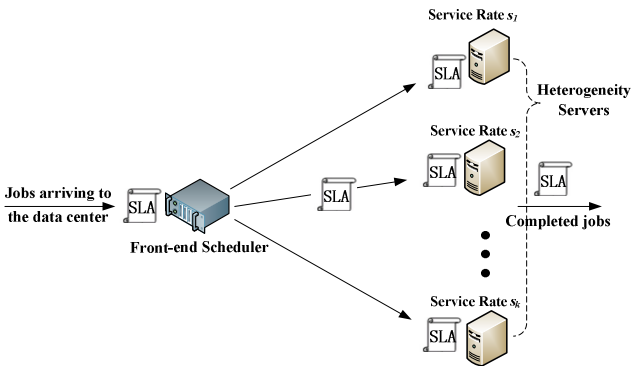 Service Rate s1
SLA
Heterogeneity
Servers
Service Rate s2
SLA
Jobs arriving to
the data center
SLA
SLA
SLA
Front-end Scheduler
Completed jobs
Service Rate sk
SLA